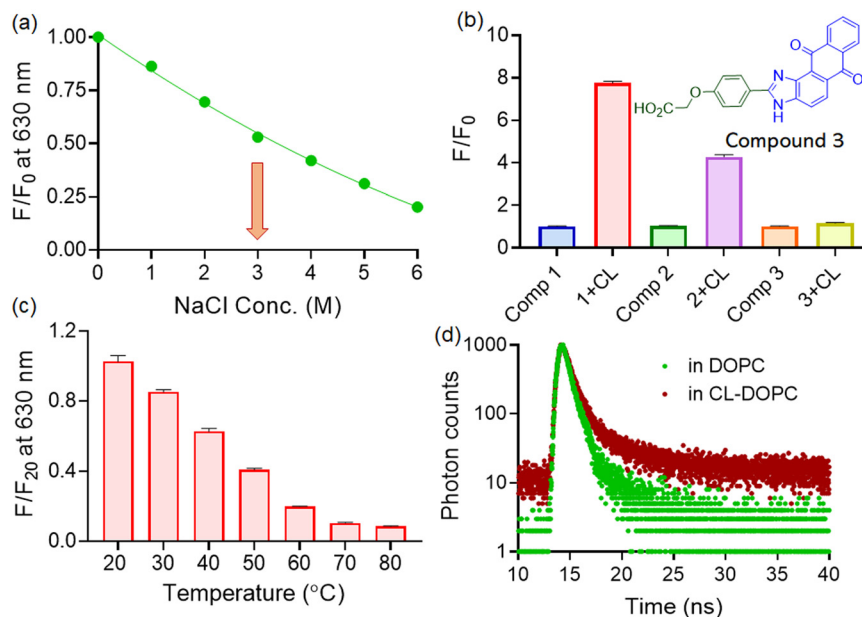 (a)
F/F₀ at 630 nm
1.00
0.75
0.50
0.25
0.00
0 1 2 3 4 5 6
NaCl Conc. (M)
(b)
F/F₀
10
8
6
4
2
0
O
N
O
HO₂C
N
H
O
Compound 3
Comp 1
1+CL
Comp 2
2+CL
Comp 3
3+CL
(c)
F/F₂₀ at 630 nm
1.2
0.8
0.4
0.0
20 30 40 50 60 70 80
Temperature (°C)
(d)
Photon counts
1000
100
10
1
in DOPC
in CL-DOPC
10 15 20 25 30 35 40
Time (ns)